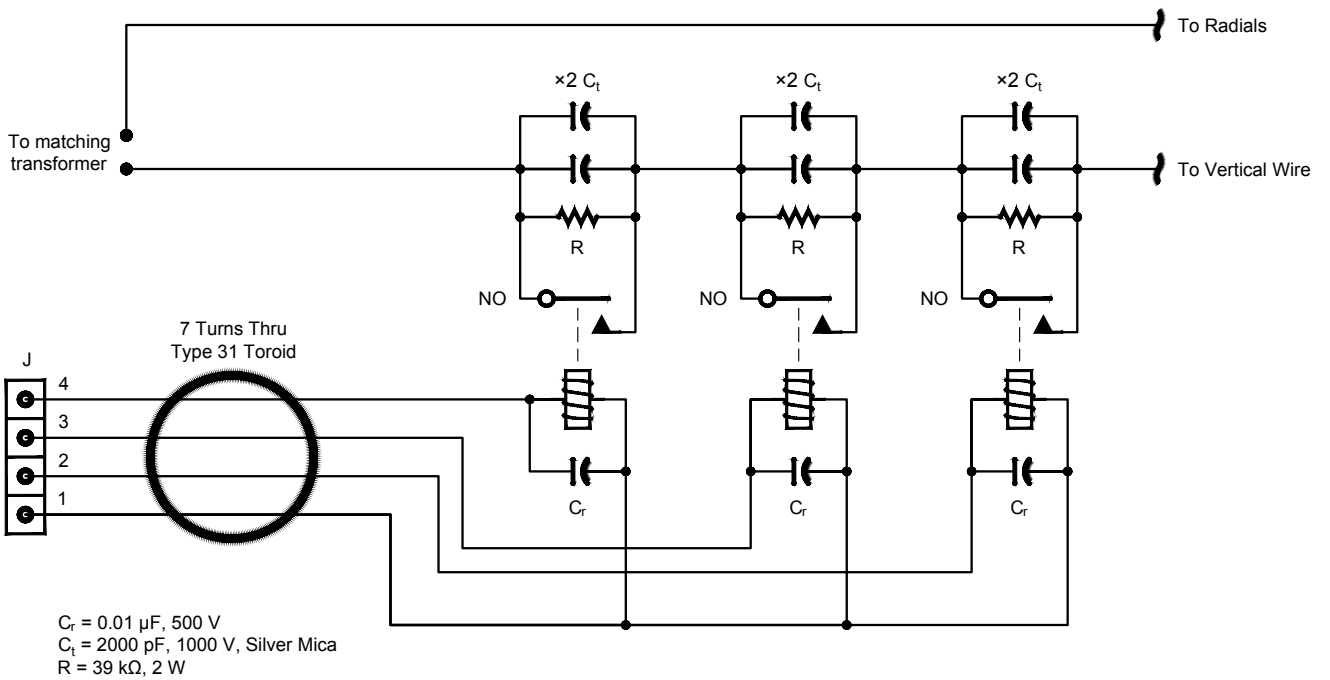 To Radials
×2 Ct
×2 Ct
×2 Ct
To matching
transformer
To Vertical Wire
R
R
R
NO
NO
NO
7 Turns Thru
Type 31 Toroid
J
4
3
2
1
Cr
Cr
Cr
Cr = 0.01 µF, 500 V
Ct = 2000 pF, 1000 V, Silver Mica
R = 39 kΩ, 2 W